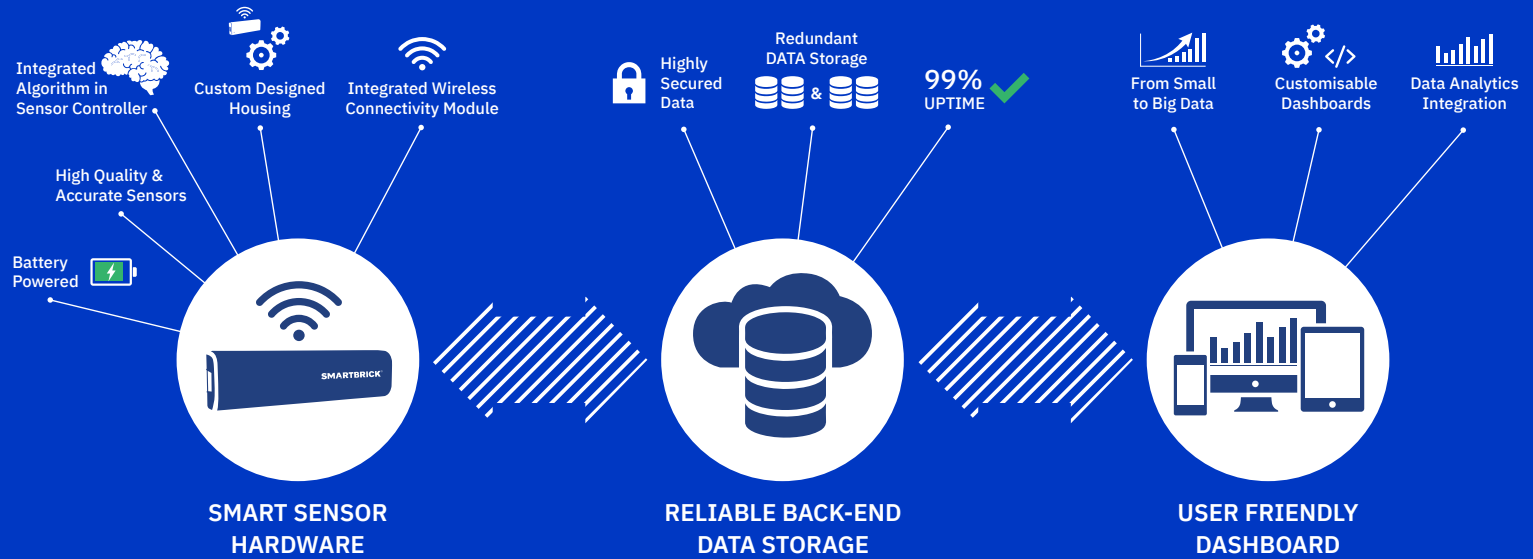 Integrated
Algorithm in
Sensor Controller
Custom Designed
Housing
Integrated Wireless
Connectivity Module
High Quality &
Accurate Sensors
Battery
Powered
SMARTBRICK
SMART SENSOR
HARDWARE
Highly
Secured
Data
Redundant
DATA Storage
&
99%
UPTIME
RELIABLE BACK-END
DATA STORAGE
From Small
to Big Data
</>
Customisable
Dashboards
Data Analytics
Integration
USER FRIENDLY
DASHBOARD